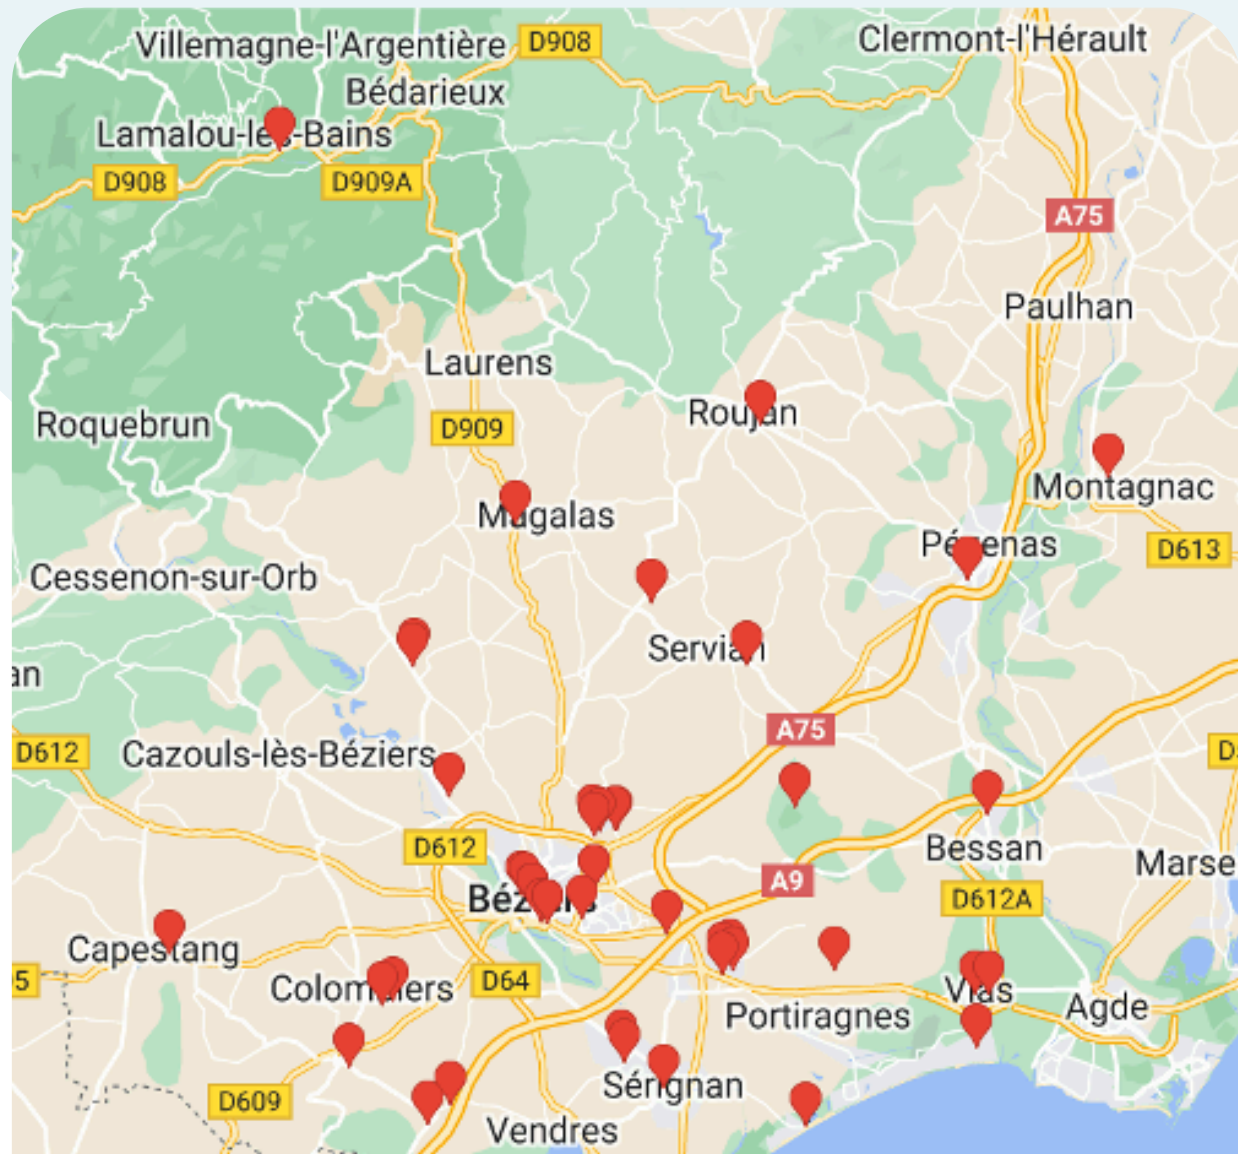 Clermont-l'Hérault
Villemagne-l'Argentière
D908
Bédarieux
Lamalou-les-Bains
D908
D909A
A75
Paulhan
Laurens
Roujan
Roquebrun
D909
Montagnac
Magalas
Pézenas
D613
Cessenon-sur-Orb
Servian
an
A75
D612
Cazouls-lès-Béziers
D612
Bessan
Marse
A9
Béziers
D612A
Capestang
5
Colombiers
D64
Vias
Agde
Portiragnes
Sérignan
D609
Vendres